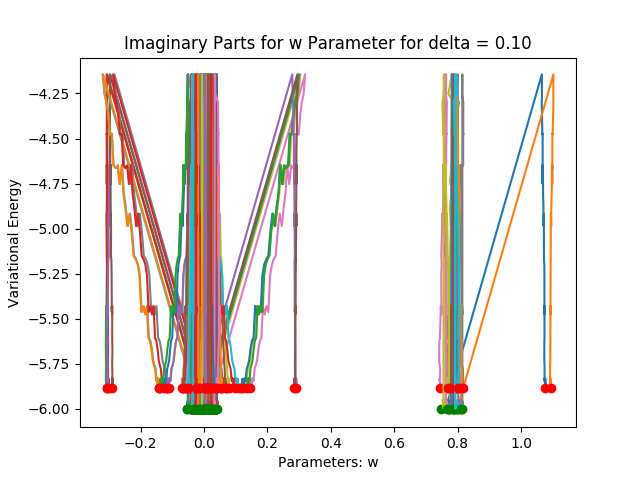 Imaginary Parts for w Parameter for delta = 0.10
Variational Energy
−4.25
−4.50
−4.75
−5.00
−5.25
−5.50
−5.75
−6.00
−0.2 0.0 0.2 0.4 0.6 0.8 1.0
Parameters: w